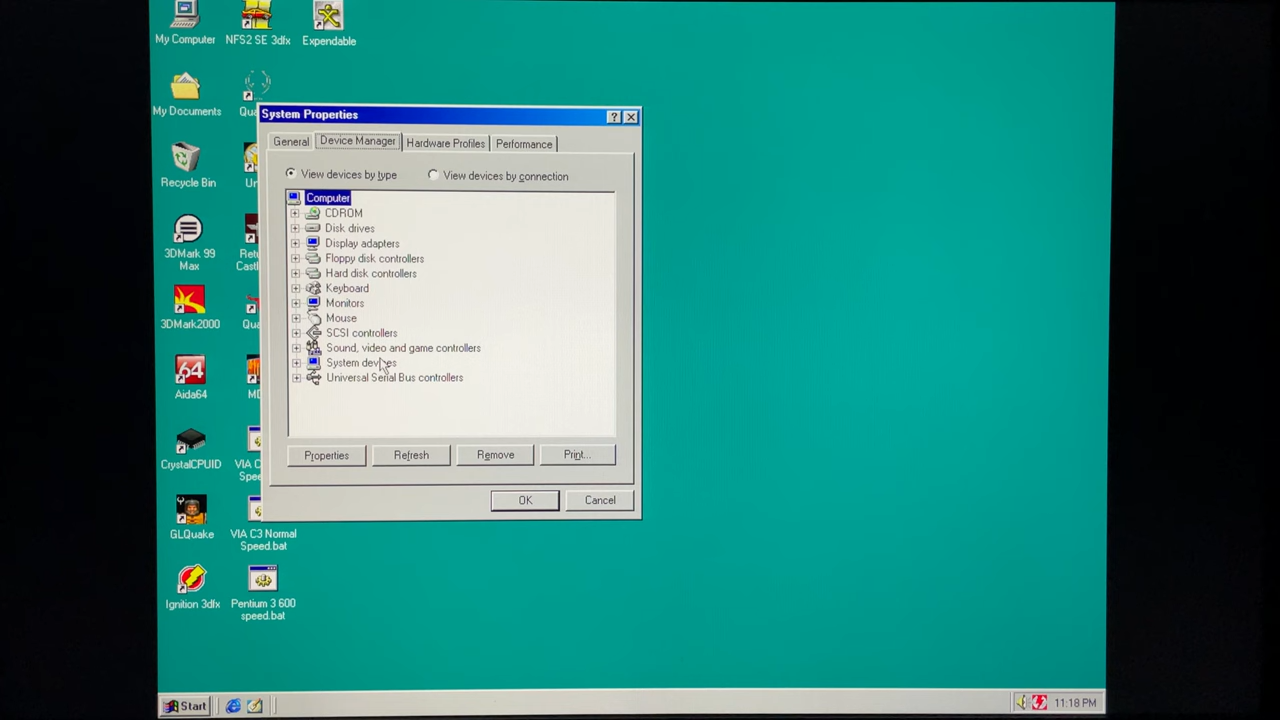 My Computer
NFS2 SE 3dfx
Expendable
My Documents
Recycle Bin
3DMark 99
Max
3DMark2000
64
Aida64
CrystalCPUID
GLQuake
VIA C3 Normal
Speed.bat
Ignition 3dfx
Pentium 3 600
speed.bat
System Properties
General
Device Manager
Hardware Profiles
Performance
View devices by type
View devices by connection
Computer
CDROM
Disk drives
Display adapters
Floppy disk controllers
Hard disk controllers
Keyboard
Monitors
Mouse
SCSI controllers
Sound, video and game controllers
System devices
Universal Serial Bus controllers
Properties
Refresh
Remove
Print...
OK
Cancel
Start
11:18 PM